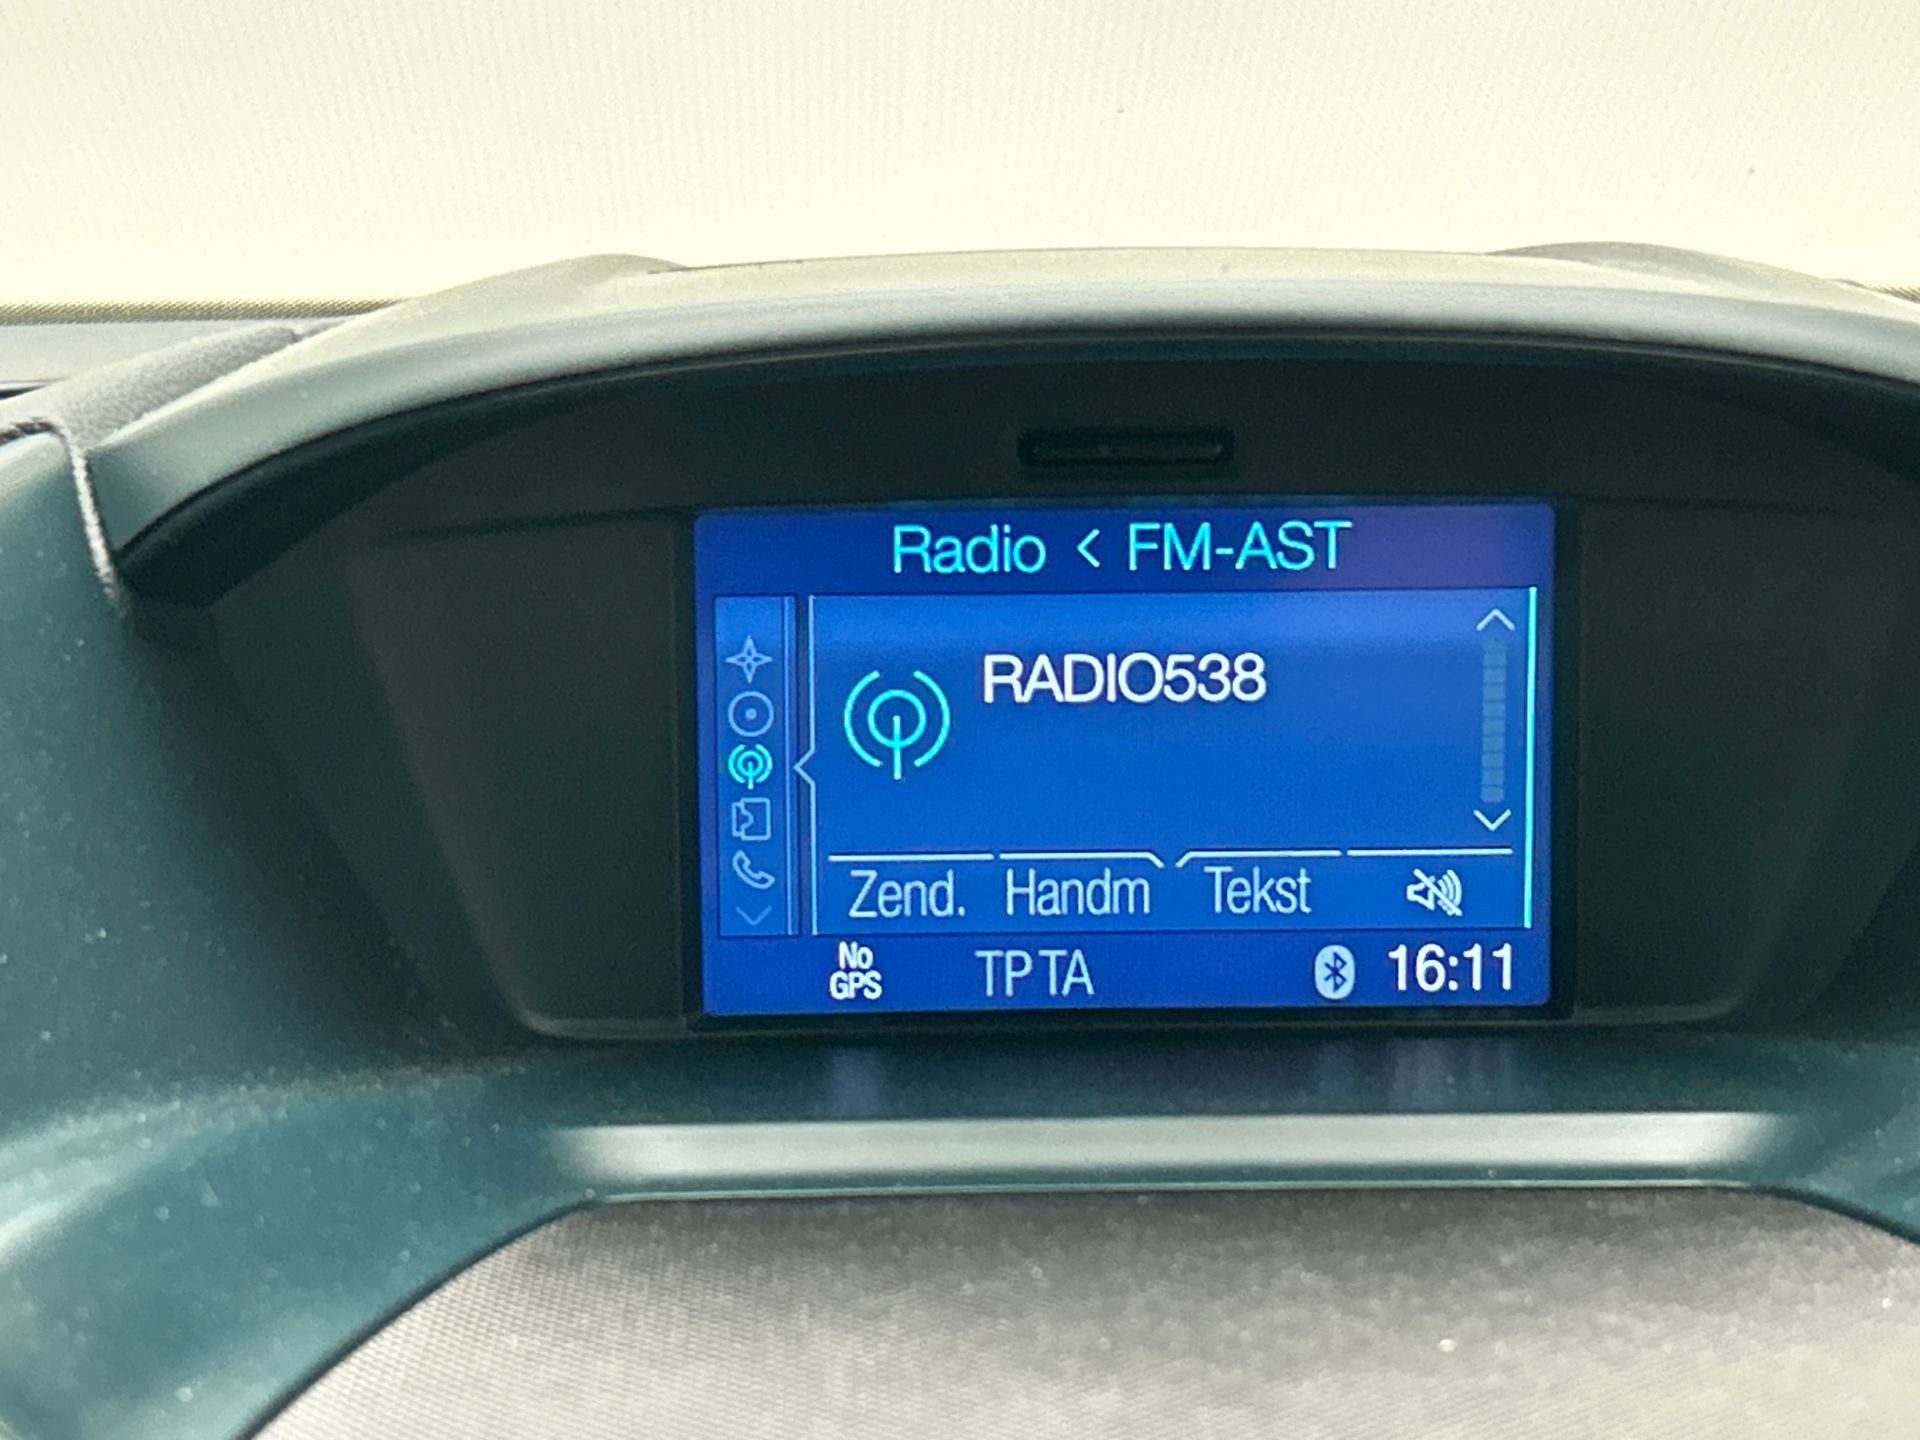 Radio < FM-AST
RADIO538
Zend. Handm Tekst
No
GPS
TP TA 16:11